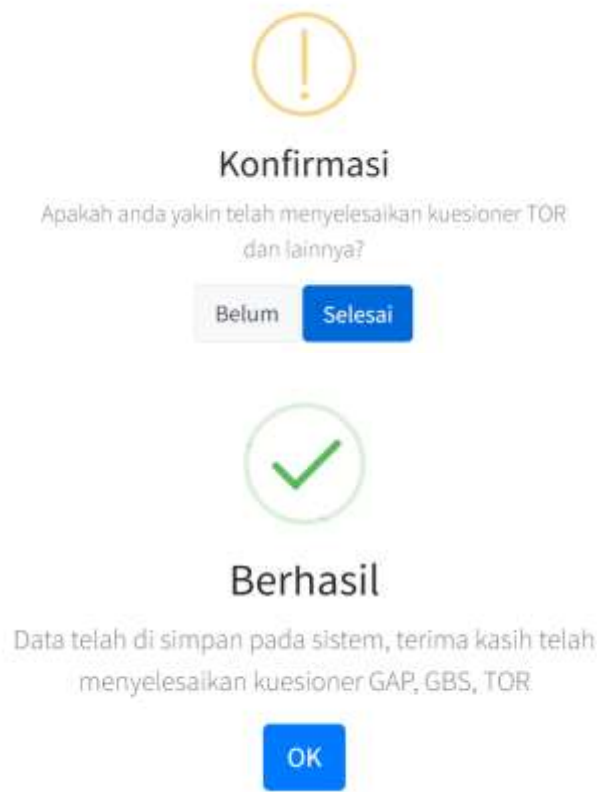 Konfirmasi
Apakah anda yakin telah menyelesaikan kuesioner TOR
dan lainnya?
Belum Selesai
Berhasil
Data telah di simpan pada sistem, terima kasih telah
menyelesaikan kuesioner GAP, GBS, TOR
OK